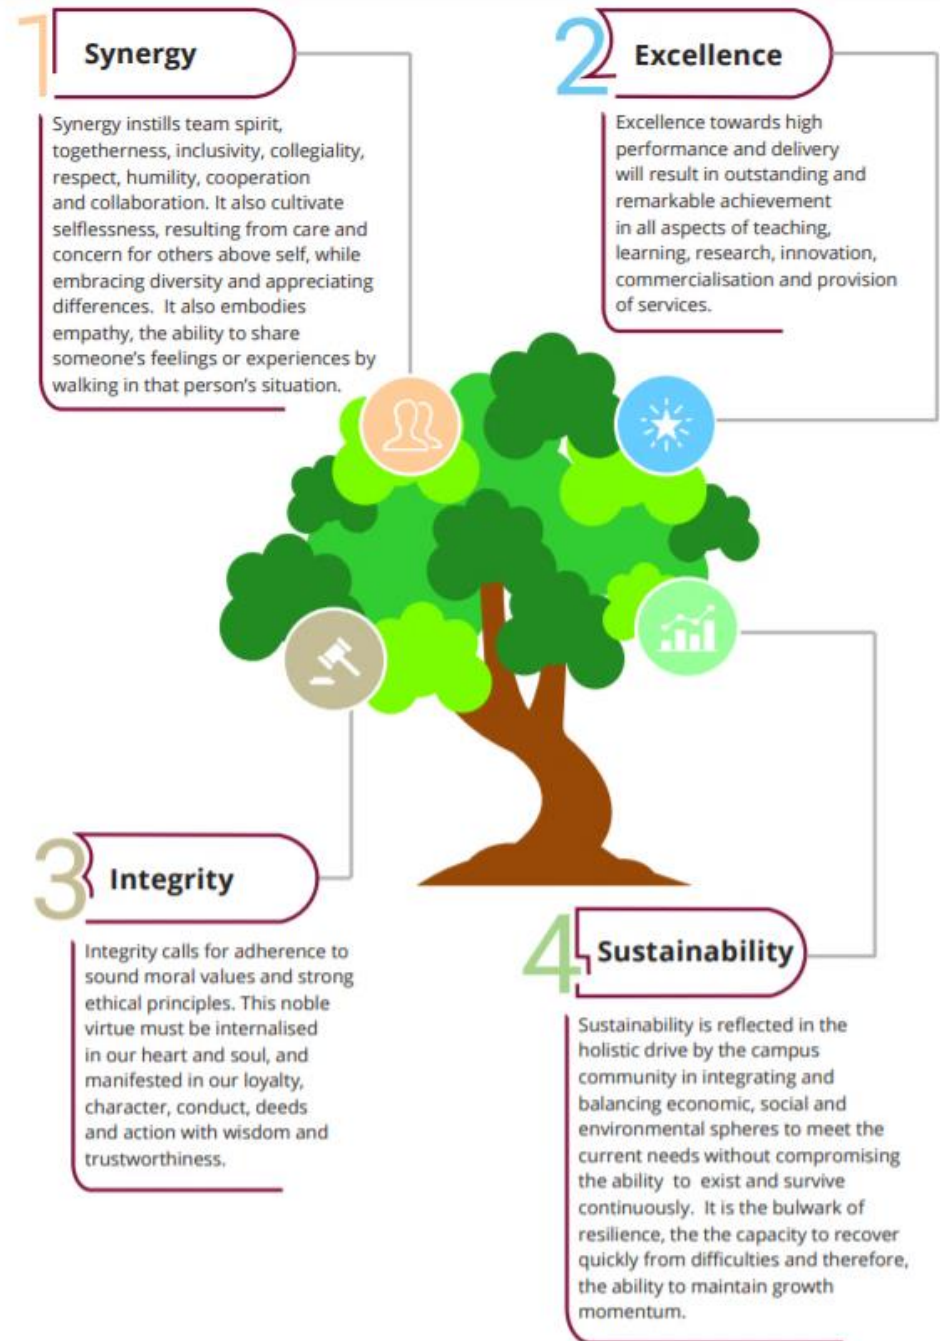 1
Synergy
Synergy instills team spirit,
togetherness, inclusivity, collegiality,
respect, humility, cooperation
and collaboration. It also cultivate
selflessness, resulting from care and
concern for others above self, while
embracing diversity and appreciating
differences.  It also embodies
empathy, the ability to share
someone's feelings or experiences by
walking in that person's situation.
2
Excellence
Excellence towards high
performance and delivery
will result in outstanding and
remarkable achievement
in all aspects of teaching,
learning, research, innovation,
commercialisation and provision
of services.
3
Integrity
Integrity calls for adherence to
sound moral values and strong
ethical principles. This noble
virtue must be internalised
in our heart and soul, and
manifested in our loyalty,
character, conduct, deeds
and action with wisdom and
trustworthiness.
4
Sustainability
Sustainability is reflected in the
holistic drive by the campus
community in integrating and
balancing economic, social and
environmental spheres to meet the
current needs without compromising
the ability  to  exist and survive
continuously.  It is the bulwark of
resilience, the the capacity to recover
quickly from difficulties and therefore,
the ability to maintain growth
momentum.